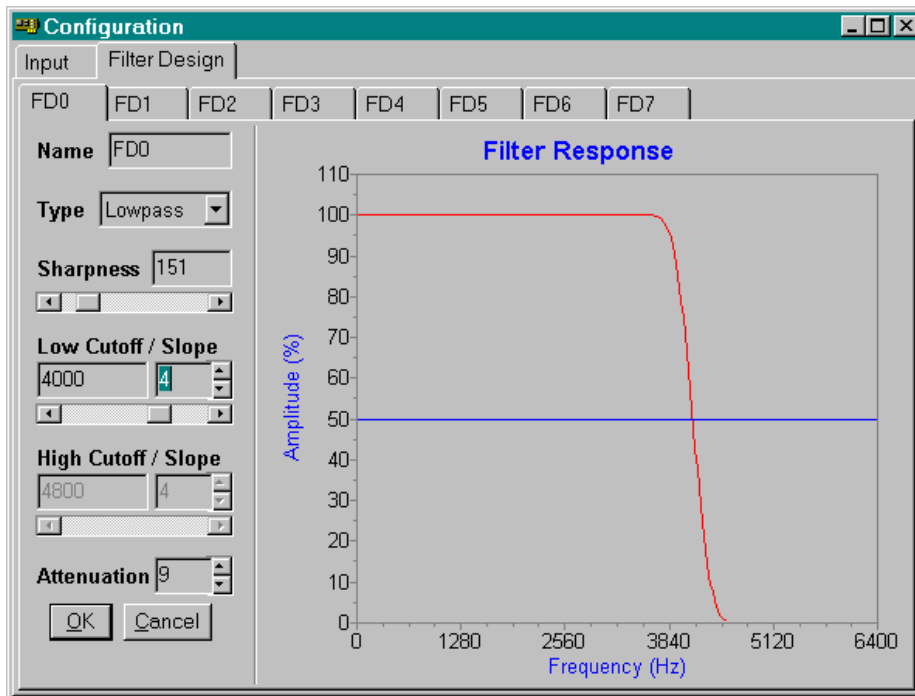 Configuration
Input Filter Design
FD0 FD1 FD2 FD3 FD4 FD5 FD6 FD7
Name FD0
Type Lowpass
Sharpness 151
Low Cutoff / Slope
4000 4
High Cutoff / Slope
4800 4
Attenuation 9
OK Cancel
Filter Response
Amplitude (%)
110
100
90
80
70
60
50
40
30
20
10
0
0 1280 2560 3840 5120 6400
Frequency (Hz)